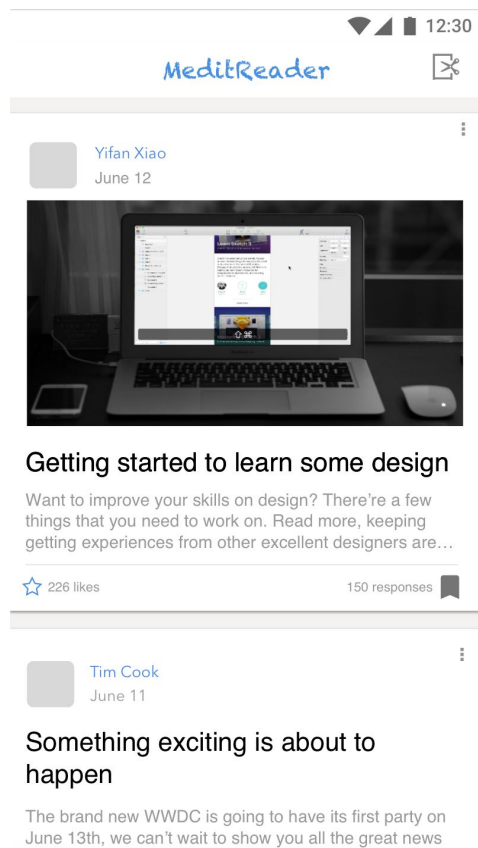 12:30
MeditReader
Yifan Xiao
June 12
Getting started to learn some design
Want to improve your skills on design? There're a few
things that you need to work on. Read more, keeping
getting experiences from other excellent designers are…
226 likes
150 responses
Tim Cook
June 11
Something exciting is about to
happen
The brand new WWDC is going to have its first party on
June 13th, we can't wait to show you all the great news